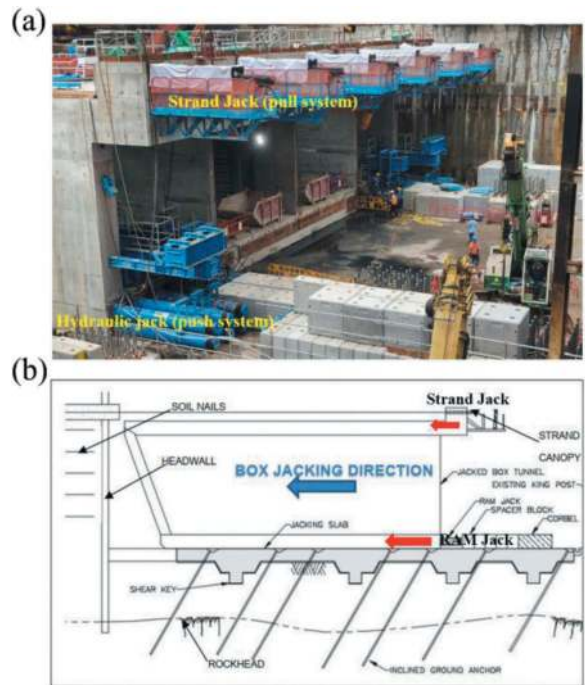 (a)
Strand Jack (pull system)
Hydraulic jack (push system)
(b)
Strand Jack
SOIL NAILS
STRAND
CANOPY
HEADWALL
BOX JACKING DIRECTION
JACKED BOX TUNNEL
EXISTING KING POST
RAM JACK
SPACER BLOCK
CORBEL
JACKING SLAB
RAM Jack
SHEAR KEY
ROCKHEAD
INCLINED GROUND ANCHOR